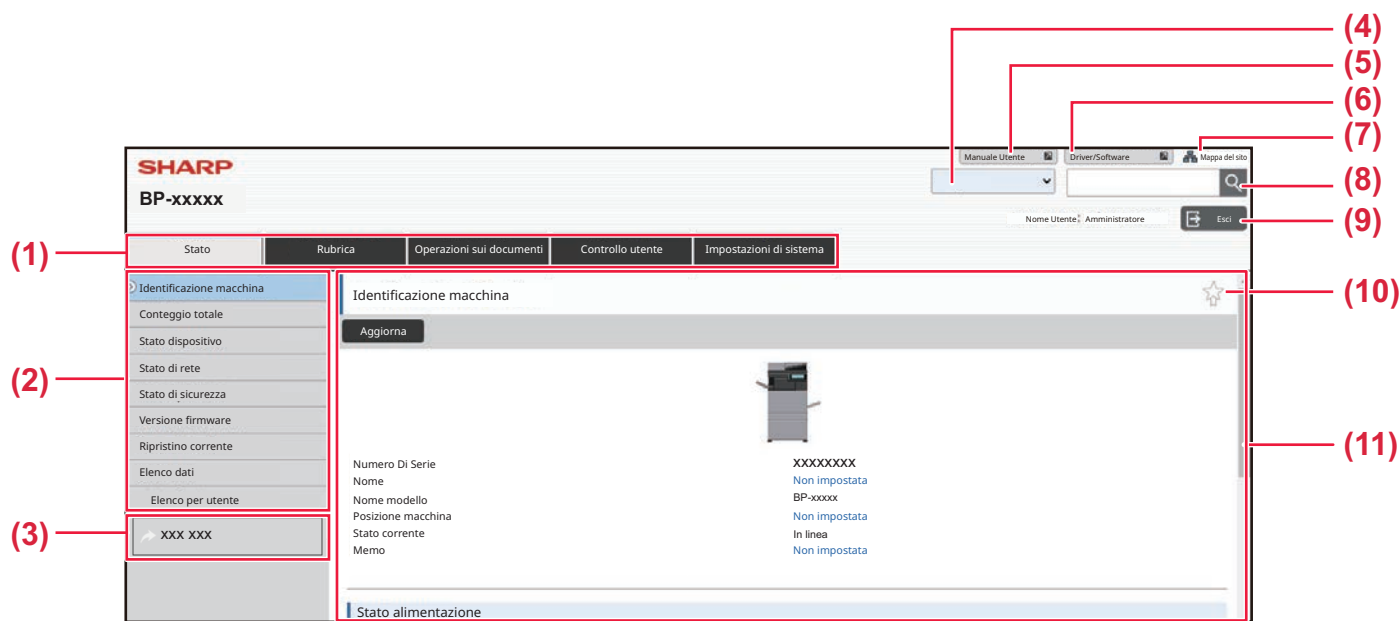 (4)
(5)
(6)
(7)
SHARP
Manuale Utente
Driver/Software
Mappa del sito
(8)
BP-xxxxx
Nome Utente: Amministratore
Esci
(9)
(1)
Stato
Rubrica
Operazioni sui documenti
Controllo utente
Impostazioni di sistema
Identificazione macchina
Identificazione macchina
(10)
Conteggio totale
Aggiorna
Stato dispositivo
Stato di rete
(2)
Stato di sicurezza
Versione firmware
Ripristino corrente
(11)
Elenco dati
Elenco per utente
Numero Di Serie XXXXXXXX
Nome Non impostata
Nome modello BP-xxxxx
Posizione macchina Non impostata
Stato corrente In linea
Memo Non impostata
(3)
XXX XXX
Stato alimentazione